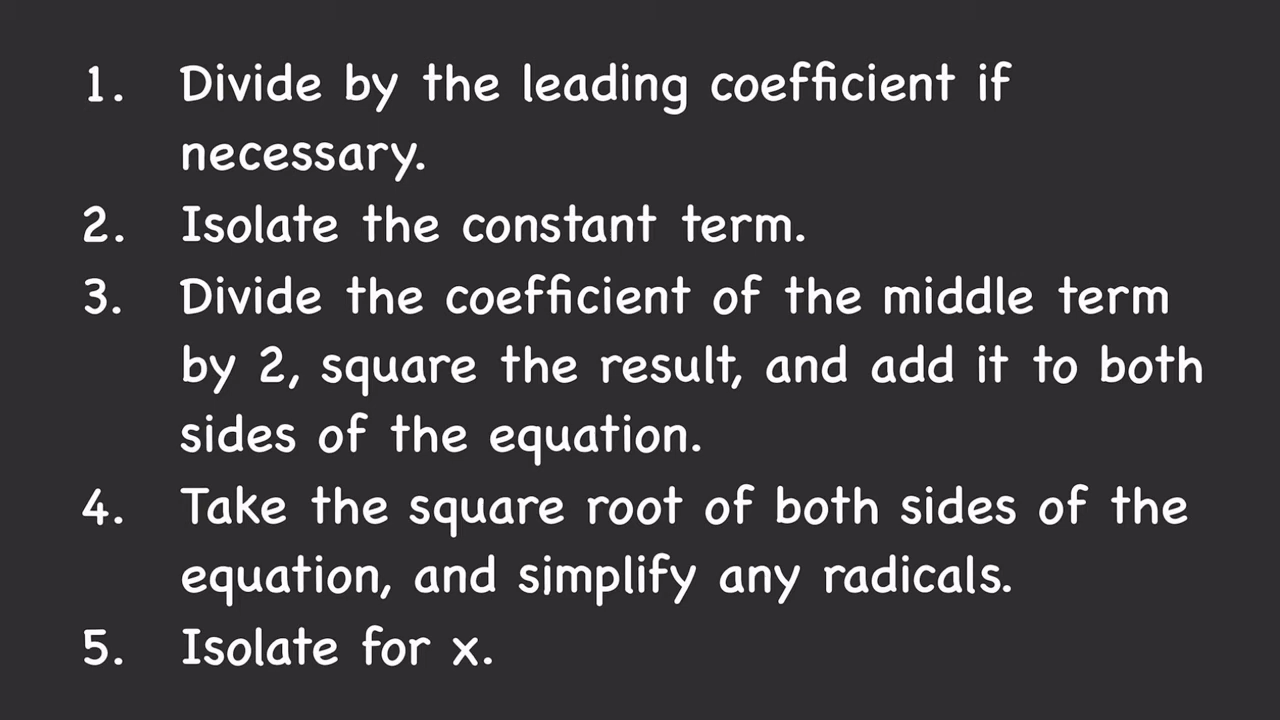 1. Divide by the leading coefficient if
necessary.
2. Isolate the constant term.
3. Divide the coefficient of the middle term
by 2, square the result, and add it to both
sides of the equation.
4. Take the square root of both sides of the
equation, and simplify any radicals.
5. Isolate for x.